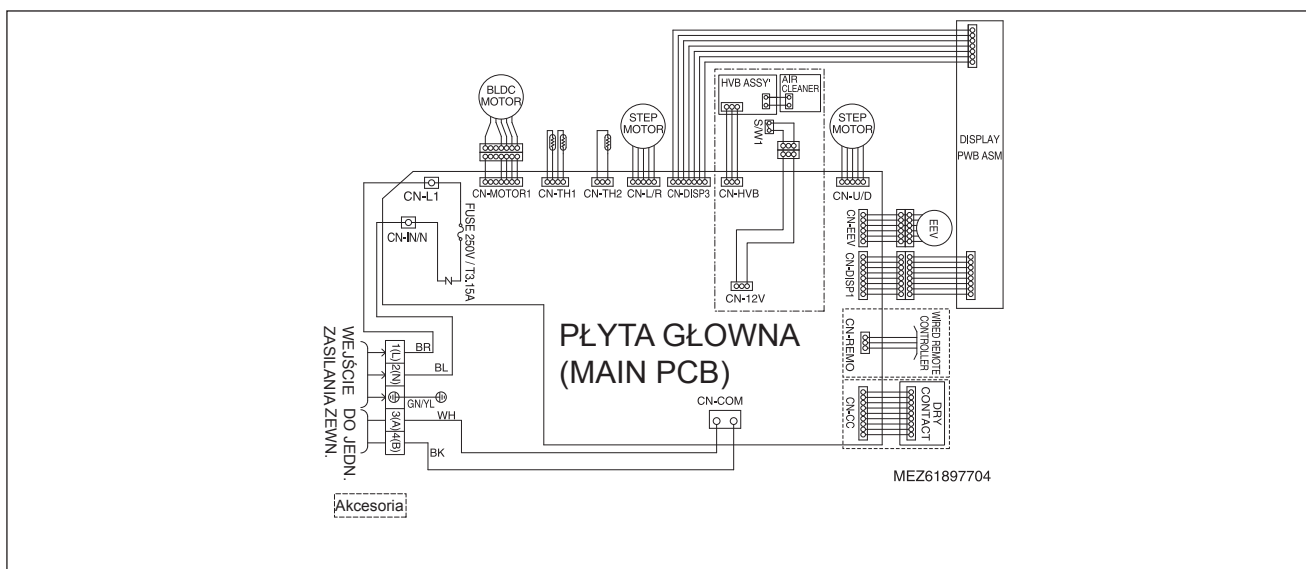 HVB ASSY'
AIR
CLEANER
BLDC
MOTOR
STEP
MOTOR
S/W1
STEP
MOTOR
DISPLAY
PWB ASM
CN-L1
CN-MOTOR1
CN-TH1
CN-TH2
CN-L/R
CN-DISP3
CN-HVB
CN-U/D
CN-IN/N
FUSE 250V / T3.15A
CN-EEV
EEV
CN-DISP1
CN-12V
PŁYTA GŁOWNA
(MAIN PCB)
CN-REMO
WIRED REMOTE
CONTROLLER
WEJŚCIE
ZASILANIA
1(L)
2(N)
BR
BL
GN/YL
DO JEDN.
ZEWN.
3(A)
4(B)
WH
BK
CN-COM
CN-CC
DRY
CONTACT
MEZ61897704
Akcesoria